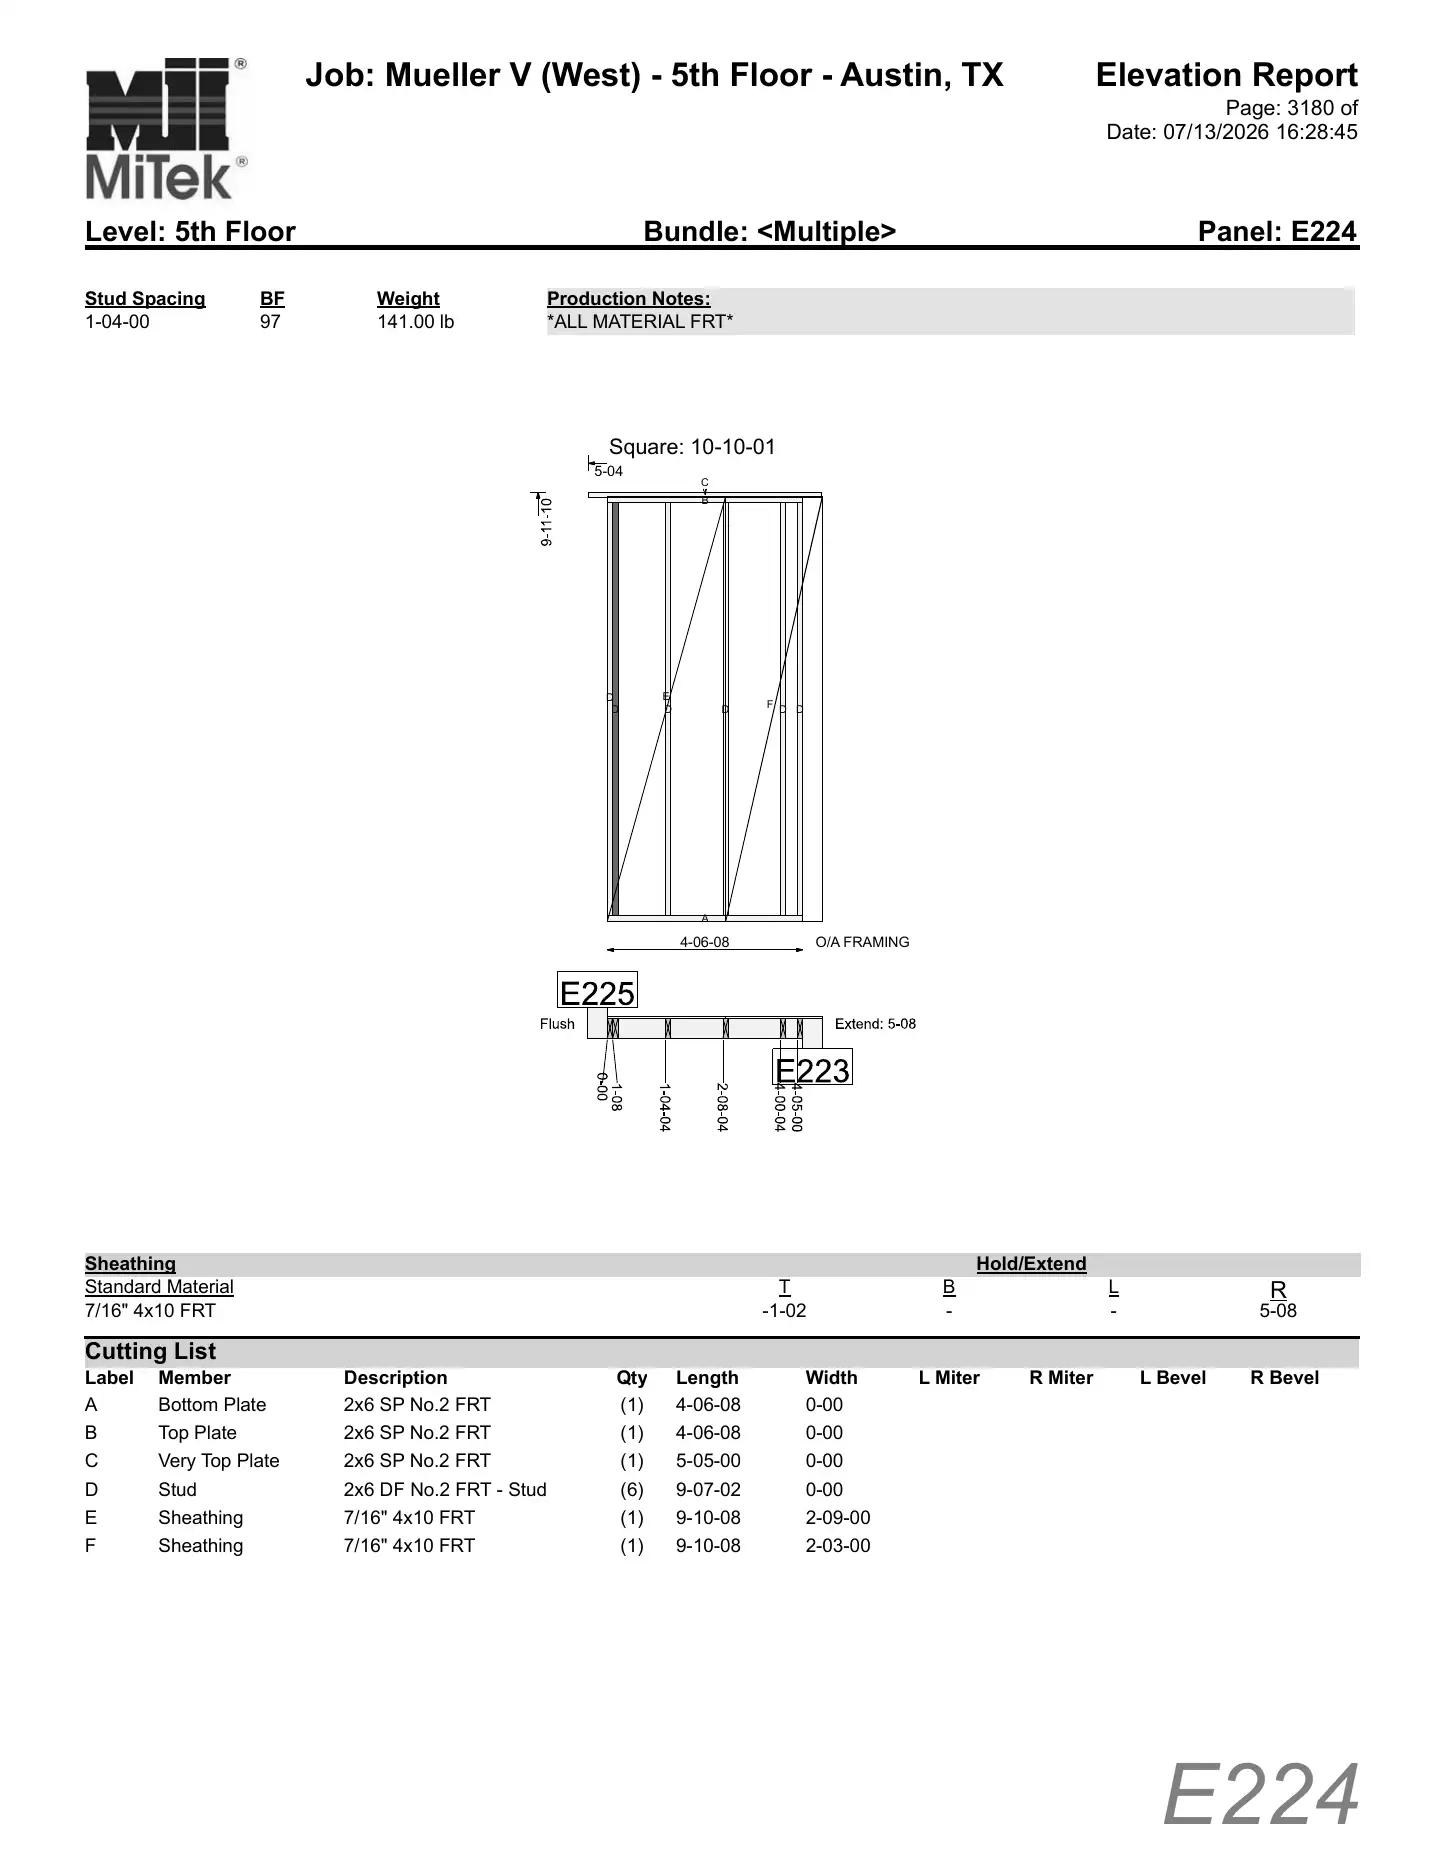 MiTek®
Job: Mueller V (West) - 5th Floor - Austin, TX
Elevation Report
Page: 3180 of
Date: 07/13/2026 16:28:45
Level: 5th Floor Bundle: <Multiple> Panel: E224
Stud Spacing BF Weight Production Notes:
1-04-00 97 141.00 lb *ALL MATERIAL FRT*
Square: 10-10-01
5-04
C
B
9-11-10
D E
D D D F D D
A
4-06-08 O/A FRAMING
E225
Flush Extend: 5-08
E223
0-00 1-08 1-04-04 2-08-04 4-00-04 4-05-00
Sheathing Hold/Extend
Standard Material T B L R
7/16" 4x10 FRT -1-02 - - 5-08
Cutting List
Label Member Description Qty Length Width L Miter R Miter L Bevel R Bevel
A Bottom Plate 2x6 SP No.2 FRT (1) 4-06-08 0-00
B Top Plate 2x6 SP No.2 FRT (1) 4-06-08 0-00
C Very Top Plate 2x6 SP No.2 FRT (1) 5-05-00 0-00
D Stud 2x6 DF No.2 FRT - Stud (6) 9-07-02 0-00
E Sheathing 7/16" 4x10 FRT (1) 9-10-08 2-09-00
F Sheathing 7/16" 4x10 FRT (1) 9-10-08 2-03-00
E224